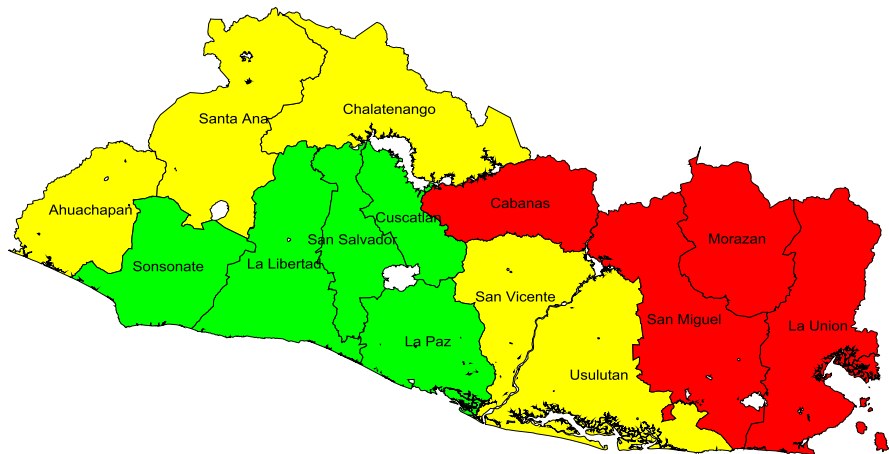 Chalatenango
Santa Ana
Cabanas
Ahuachapan
Cuscatlan
San Salvador
Morazan
Sonsonate
La Libertad
San Vicente
San Miguel
La Union
La Paz
Usulutan